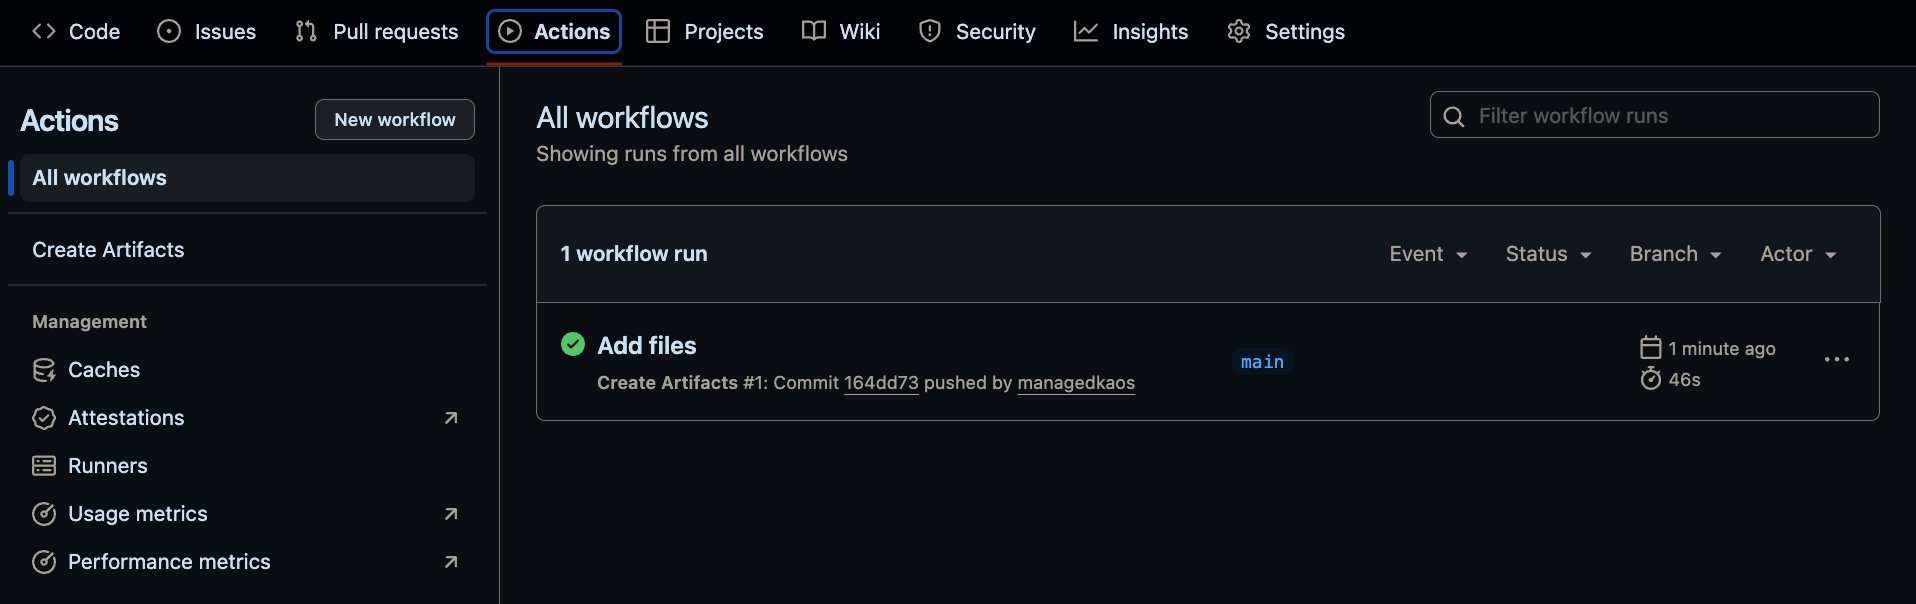 Code Issues Pull requests Actions Projects Wiki Security Insights Settings
Actions
New workflow
All workflows
Create Artifacts
Management
Caches
Attestations
Runners
Usage metrics
Performance metrics
All workflows
Showing runs from all workflows
Filter workflow runs
1 workflow run
Event Status Branch Actor
Add files
Create Artifacts #1: Commit 164dd73 pushed by managedkaos
main
1 minute ago
46s